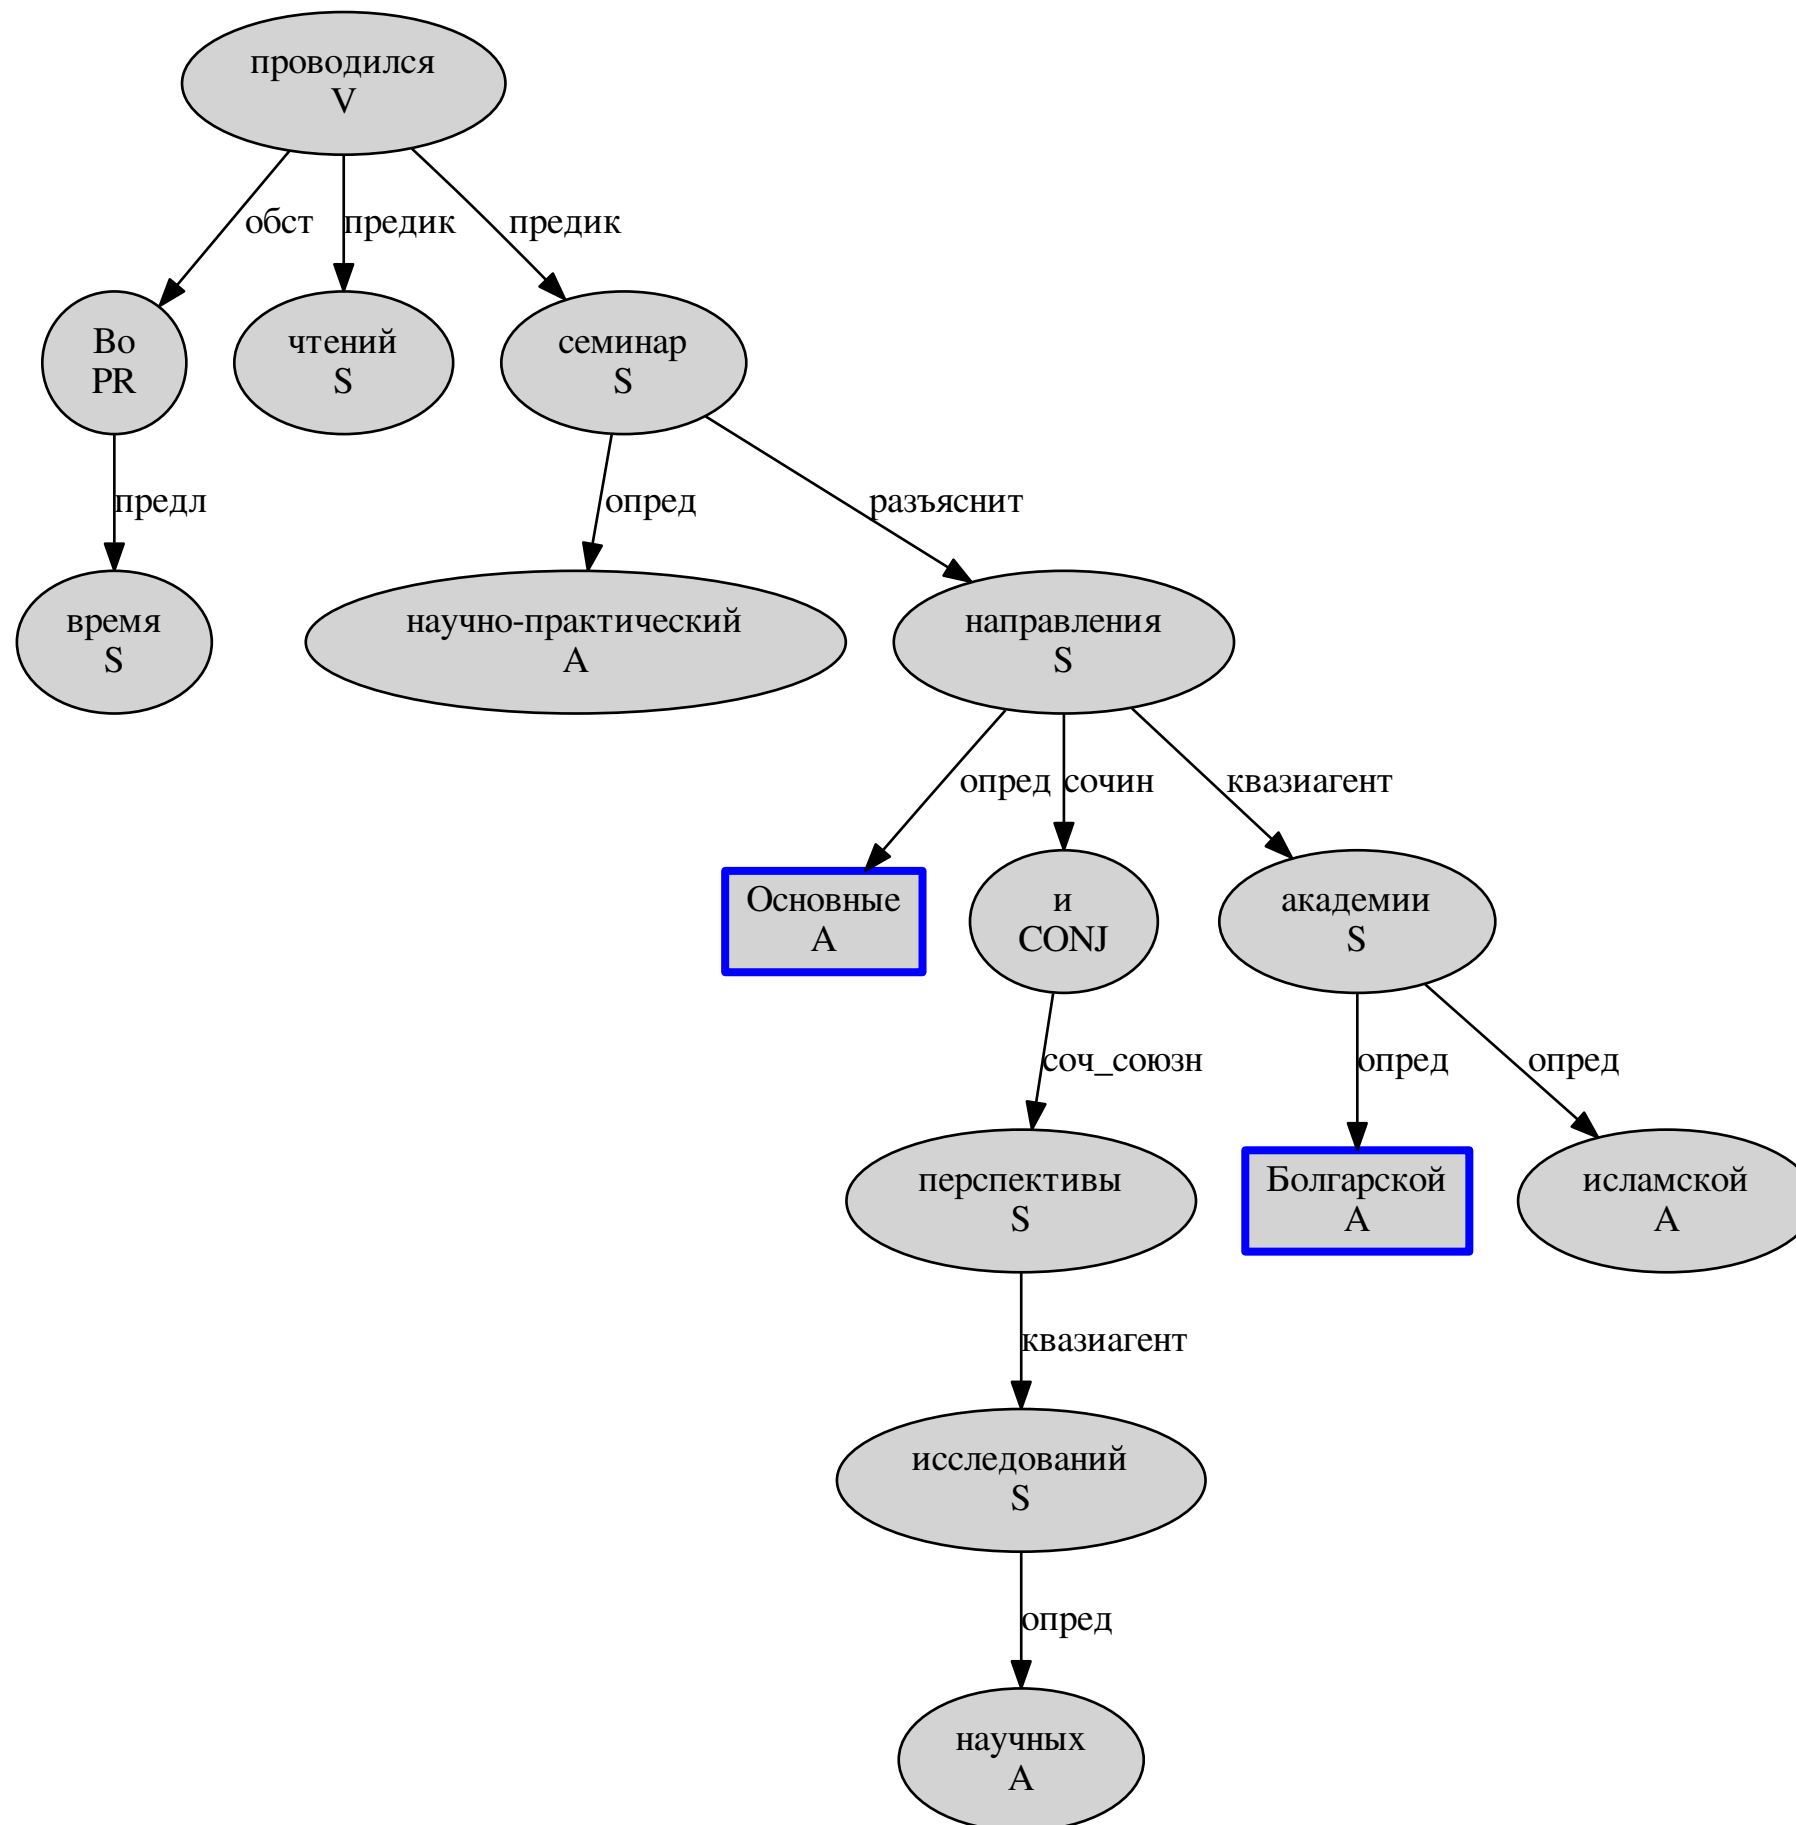 проводился
V
обст
предик
предик
Во
PR
чтений
S
семинар
S
предл
опред
разъяснит
время
S
научно-практический
A
направления
S
опред
сочин
квазиагент
Основные
A
и
CONJ
академии
S
соч_союзн
опред
опред
перспективы
S
Болгарской
A
исламской
A
квазиагент
исследований
S
опред
научных
A